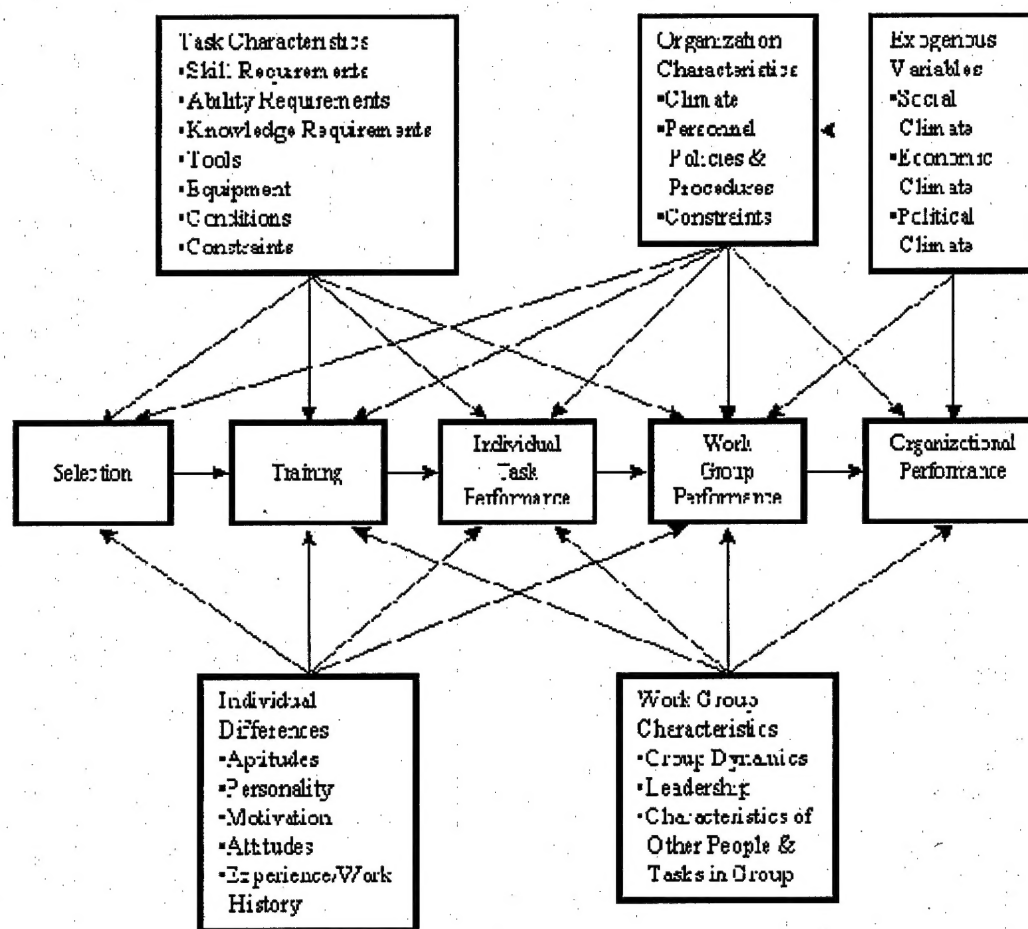 Task Characteristics
▪Skill Requirements
▪Ability Requirements
▪Knowledge Requirements
▪Tools
▪Equipment
▪Conditions
▪Constraints
Organization
Characteristics
▪Climate
▪Personnel
Policies &
Procedures
▪Constraints
Exogenous
Variables
▪Social
Climate
▪Economic
Climate
▪Political
Climate
Selection
Training
Individual
Task
Performance
Work
Group
Performance
Organizational
Performance
Individual
Differences
▪Aptitudes
▪Personality
▪Motivation
▪Attitudes
▪Experience/Work
History
Work Group
Characteristics
▪Group Dynamics
▪Leadership
▪Characteristics of
Other People &
Tasks in Group